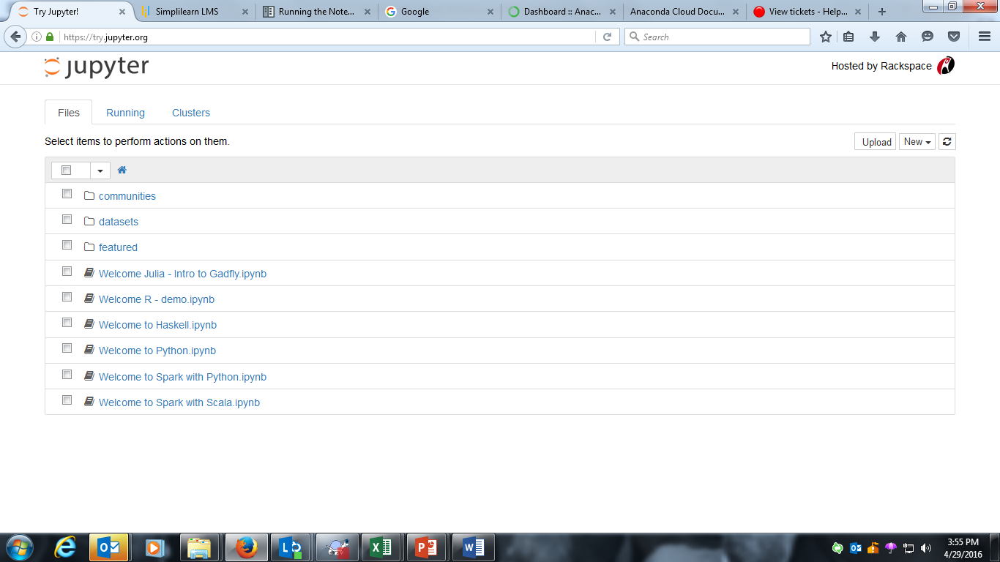 Try Jupyter!
Simplilearn LMS
Running the Note...
Google
Dashboard :: Anac...
Anaconda Cloud Docu...
View tickets - Help...
https://try.jupyter.org
Search
jupyter
Hosted by Rackspace
Files
Running
Clusters
Select items to perform actions on them.
Upload
New
communities
datasets
featured
Welcome Julia - Intro to Gadfly.ipynb
Welcome R - demo.ipynb
Welcome to Haskell.ipynb
Welcome to Python.ipynb
Welcome to Spark with Python.ipynb
Welcome to Spark with Scala.ipynb
3:55 PM
4/29/2016